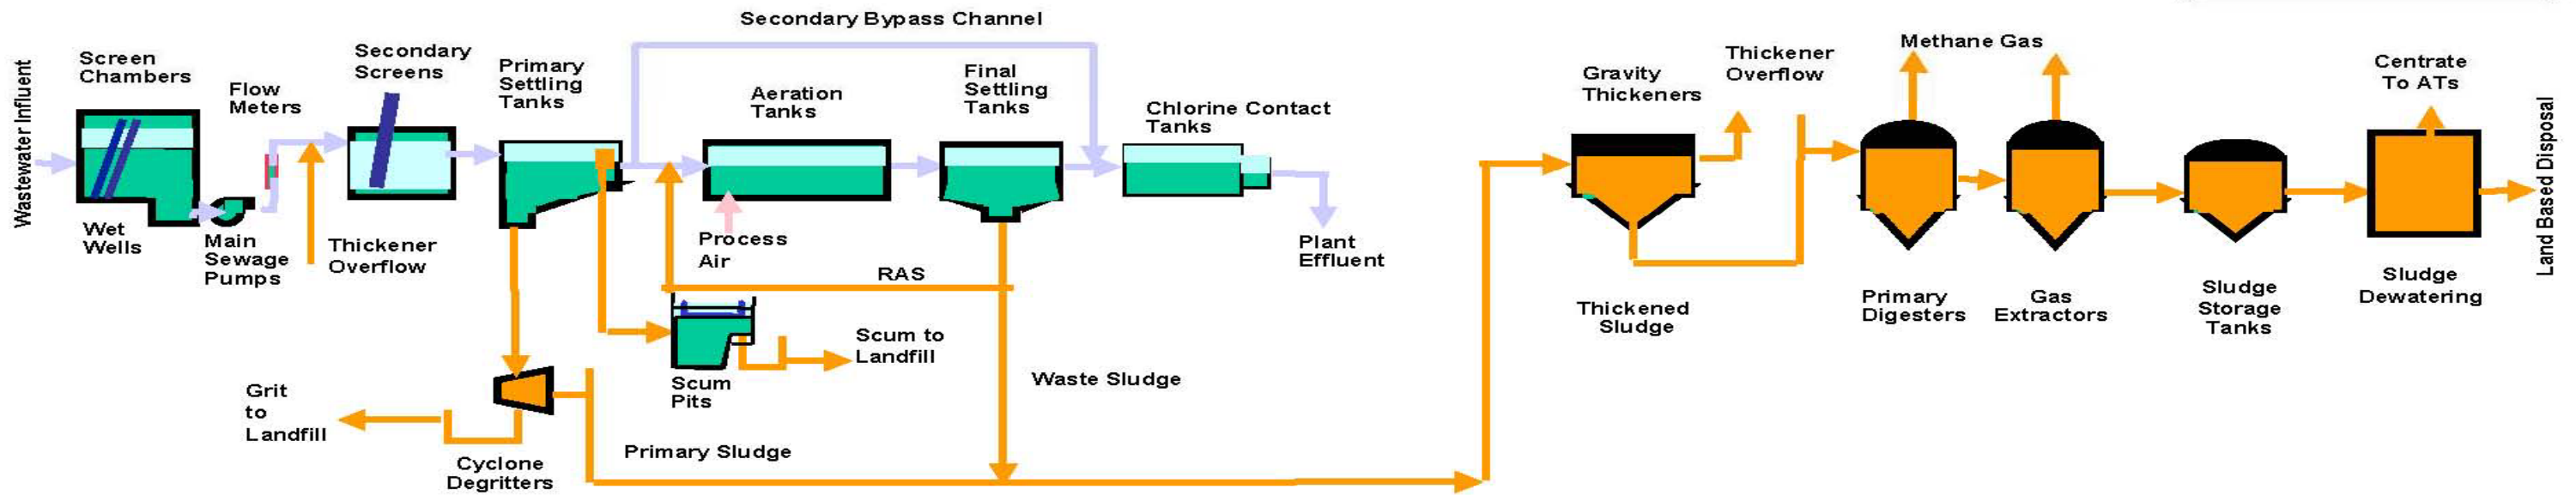 Secondary Bypass Channel
Wastewater Influent
Screen
Chambers
Flow
Meters
Secondary
Screens
Primary
Settling
Tanks
Aeration
Tanks
Final
Settling
Tanks
Chlorine Contact
Tanks
Gravity
Thickeners
Thickener
Overflow
Methane Gas
Centrate
To ATs
Land Based Disposal
Wet
Wells
Main
Sewage
Pumps
Thickener
Overflow
Process
Air
RAS
Plant
Effluent
Scum to
Landfill
Scum
Pits
Waste Sludge
Grit
to
Landfill
Cyclone
Degritters
Primary Sludge
Thickened
Sludge
Primary
Digesters
Gas
Extractors
Sludge
Storage
Tanks
Sludge
Dewatering